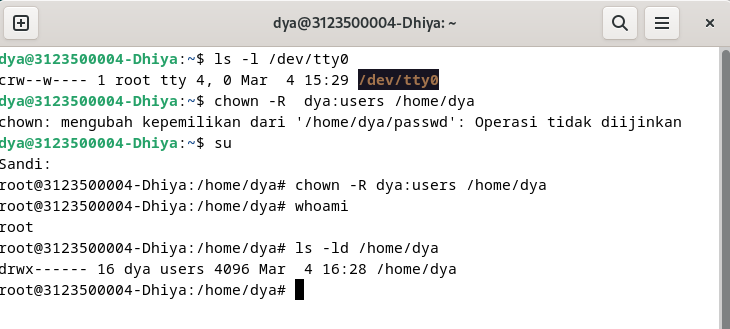 dya@3123500004-Dhiya: ~
dya@3123500004-Dhiya:~$ ls -l /dev/tty0
crw--w---- 1 root tty 4, 0 Mar  4 15:29 /dev/tty0
dya@3123500004-Dhiya:~$ chown -R  dya:users /home/dya
chown: mengubah kepemilikan dari '/home/dya/passwd': Operasi tidak diijinkan
dya@3123500004-Dhiya:~$ su
Sandi:
root@3123500004-Dhiya:/home/dya# chown -R dya:users /home/dya
root@3123500004-Dhiya:/home/dya# whoami
root
root@3123500004-Dhiya:/home/dya# ls -ld /home/dya
drwx------ 16 dya users 4096 Mar  4 16:28 /home/dya
root@3123500004-Dhiya:/home/dya#